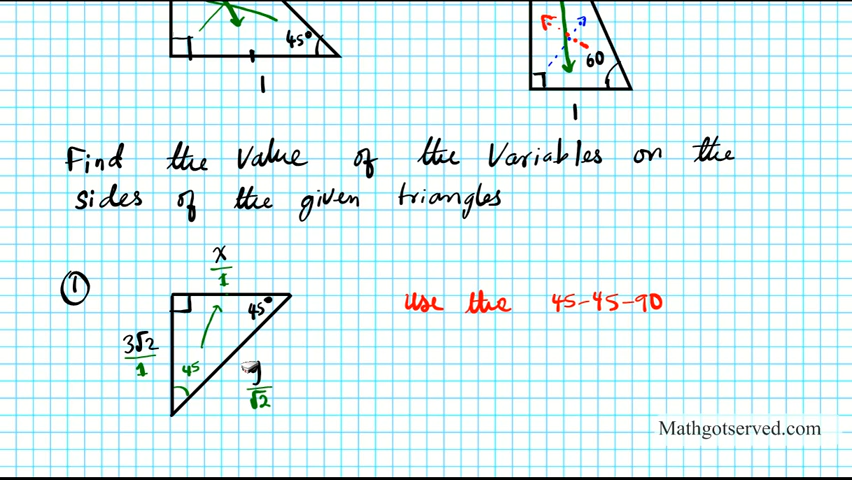 45°
60
1
1
Find the Value of the Variables on the
sides of the given triangles
①
x/1
45°
use the 45-45-90
3√2/1
45
y/√2
Mathgotserved.com